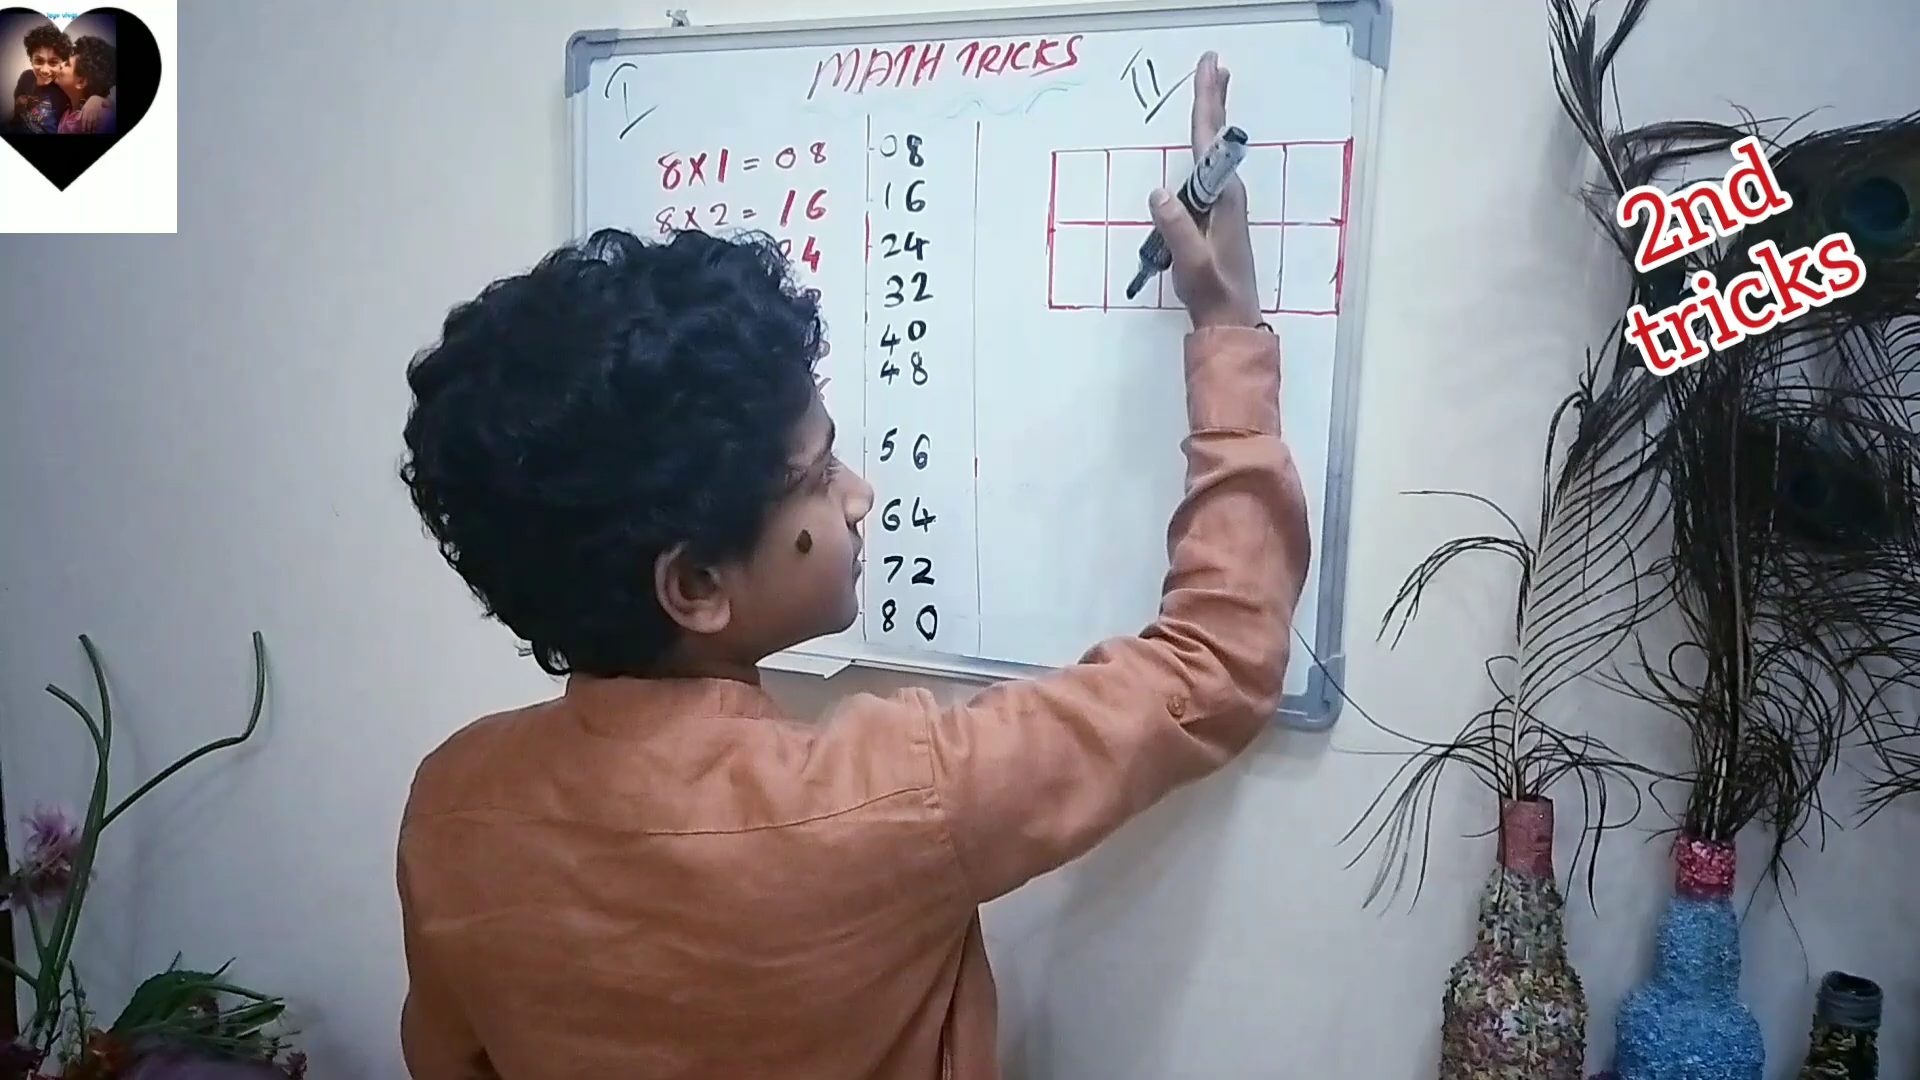 MATH TRICKS
I
II
8x1 = 08
8x2 = 16
4
08
16
24
32
40
48
56
64
72
80
2nd
tricks